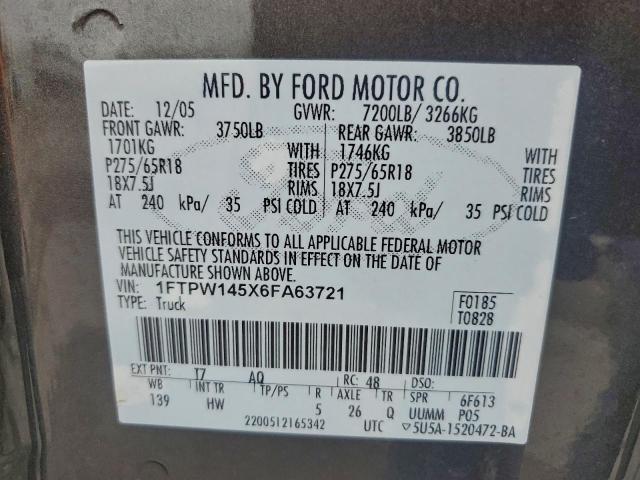 MFD. BY FORD MOTOR CO.
DATE: 12/05 GVWR: 7200LB/ 3266KG
FRONT GAWR: 3750LB REAR GAWR: 3850LB
1701KG WITH 1746KG WITH
P275/65R18 TIRES P275/65R18 TIRES
18X7.5J RIMS 18X7.5J RIMS
AT 240 kPa/ 35 PSI COLD AT 240 kPa/ 35 PSI COLD
THIS VEHICLE CONFORMS TO ALL APPLICABLE FEDERAL MOTOR
VEHICLE SAFETY STANDARDS IN EFFECT ON THE DATE OF
MANUFACTURE SHOWN ABOVE.
VIN: 1FTPW145X6FA63721 F0185
TYPE: Truck T0828
EXT PNT: T7 AQ RC: 48 DSO:
WB INT TR TP/PS R AXLE TR SPR 6F613
139 HW 5 26 Q UUMM P05
2200512165342 UTC 5U5A-1520472-BA